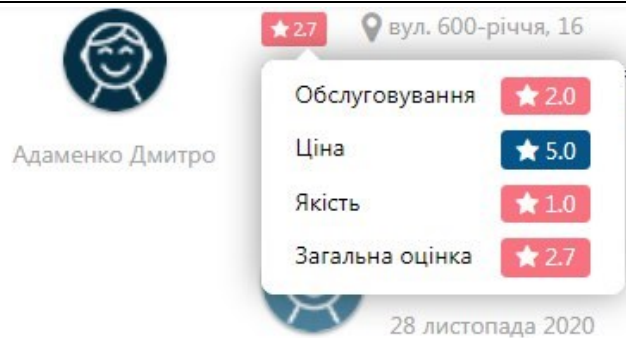 2.7 вул. 600-річчя, 16
Адаменко Дмитро
Обслуговування 2.0
Ціна 5.0
Якість 1.0
Загальна оцінка 2.7
28 листопада 2020